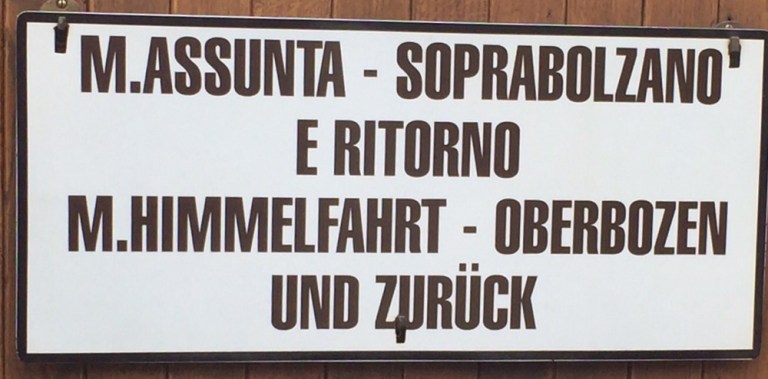 M.ASSUNTA - SOPRABOLZANO
E RITORNO
M.HIMMELFAHRT - OBERBOZEN
UND ZURÜCK